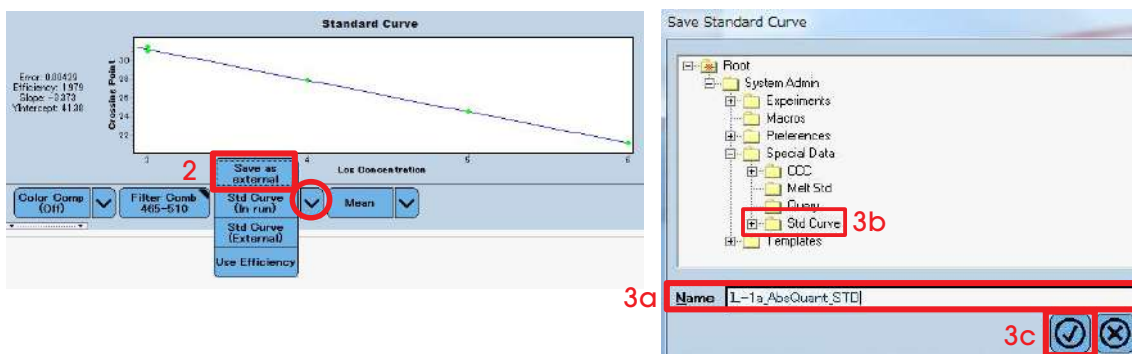 Standard Curve
Error: 0.00429
Efficiency: 1.979
Slope: -3.373
YIntercept: 41.38
Crossing Point
30
28
26
24
22
3
4
5
6
Log Concentration
2
Save as external
Color Comp (Off)
Filter Comb 465-510
Std Curve (In run)
Mean
Std Curve (External)
Use Efficiency
Save Standard Curve
Root
System Admin
Experiments
Macros
Preferences
Special Data
CCC
Melt Std
Query
Std Curve
3b
Templates
3a
Name
IL-1a_AbsQuant_STD
3c